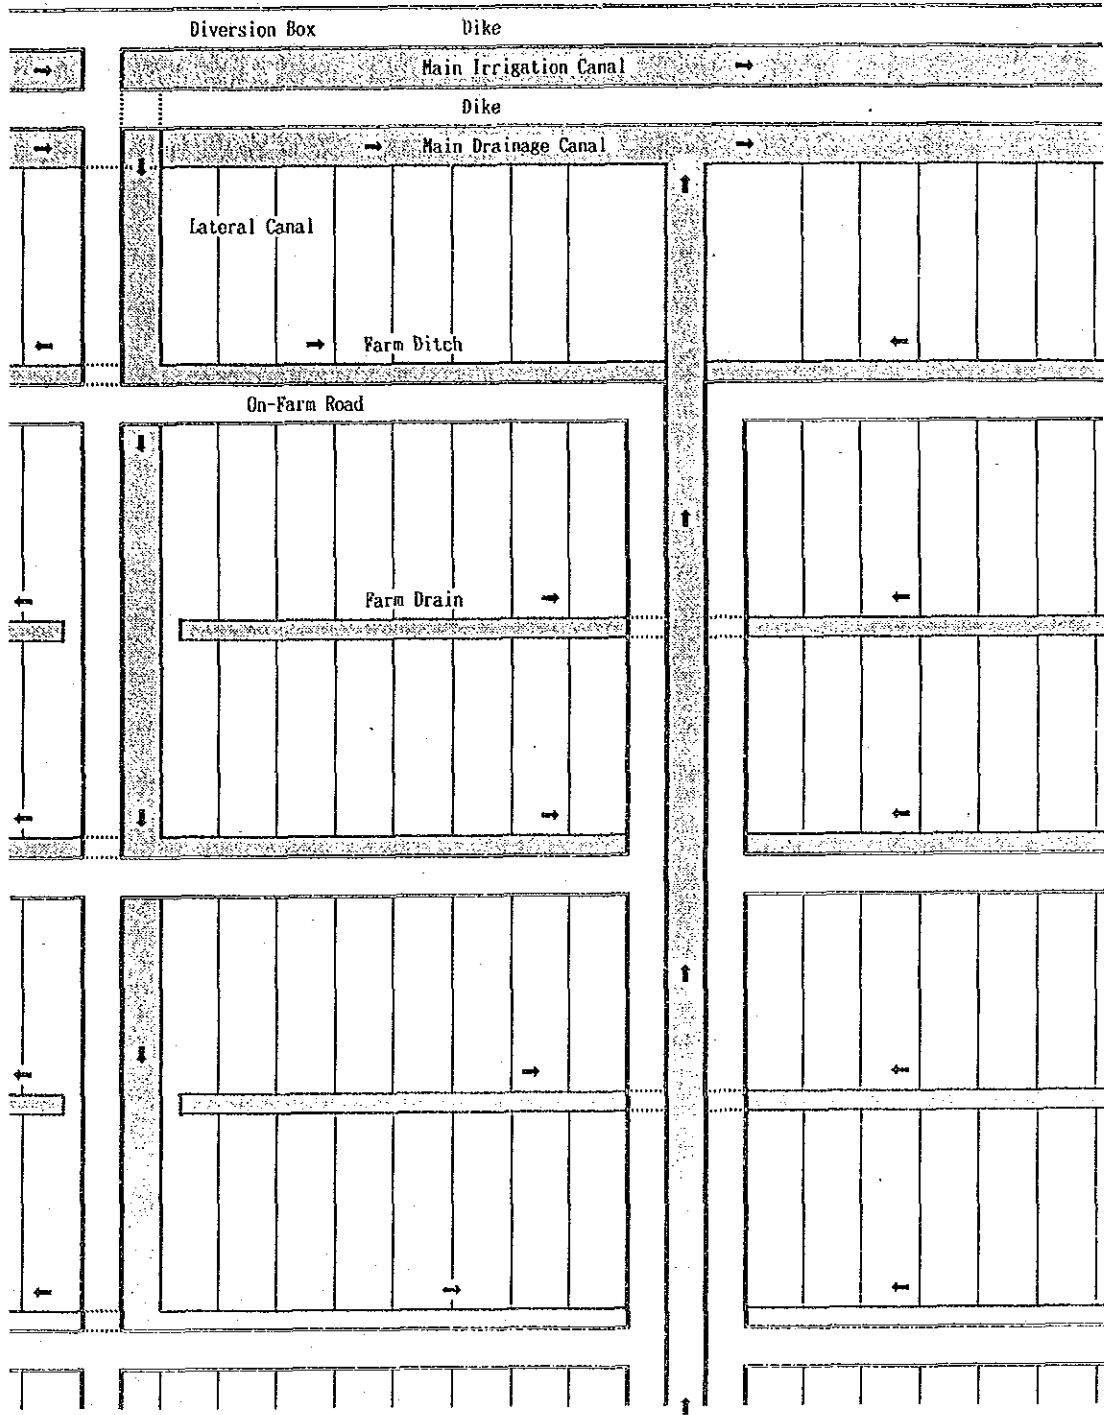 Diversion Box
Dike
Main Irrigation Canal
Dike
Main Drainage Canal
Lateral Canal
Farm Ditch
On-Farm Road
Farm Drain